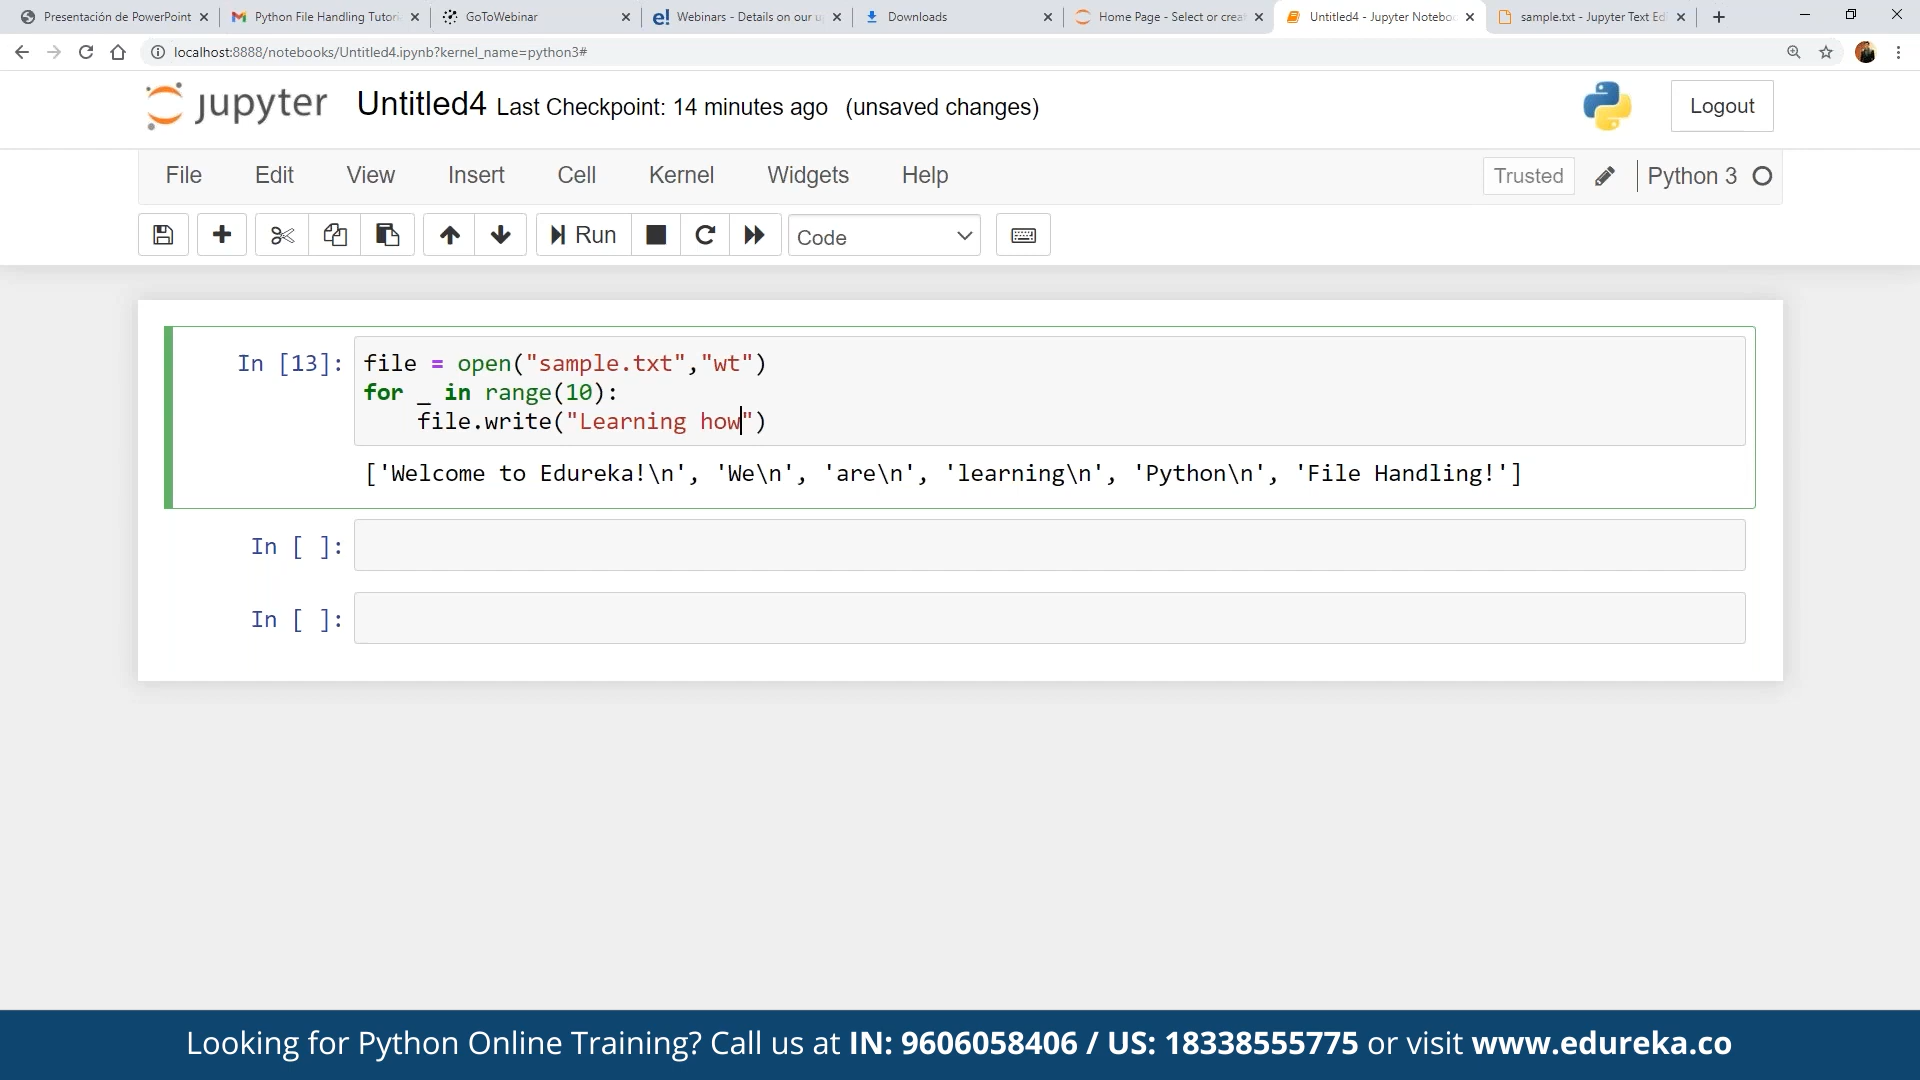 Presentación de PowerPoint
Python File Handling Tutori
GoToWebinar
e! Webinars - Details on our u
Downloads
Home Page - Select or creat
Untitled4 - Jupyter Noteboo
sample.txt - Jupyter Text Ed
localhost:8888/notebooks/Untitled4.ipynb?kernel_name=python3#
jupyter Untitled4 Last Checkpoint: 14 minutes ago (unsaved changes)
Logout
File Edit View Insert Cell Kernel Widgets Help
Trusted
Python 3
Run
Code
In [13]: file = open("sample.txt","wt")
for _ in range(10):
file.write("Learning how")
['Welcome to Edureka!\n', 'We\n', 'are\n', 'learning\n', 'Python\n', 'File Handling!']
In [ ]:
In [ ]:
Looking for Python Online Training? Call us at IN: 9606058406 / US: 18338555775 or visit www.edureka.co